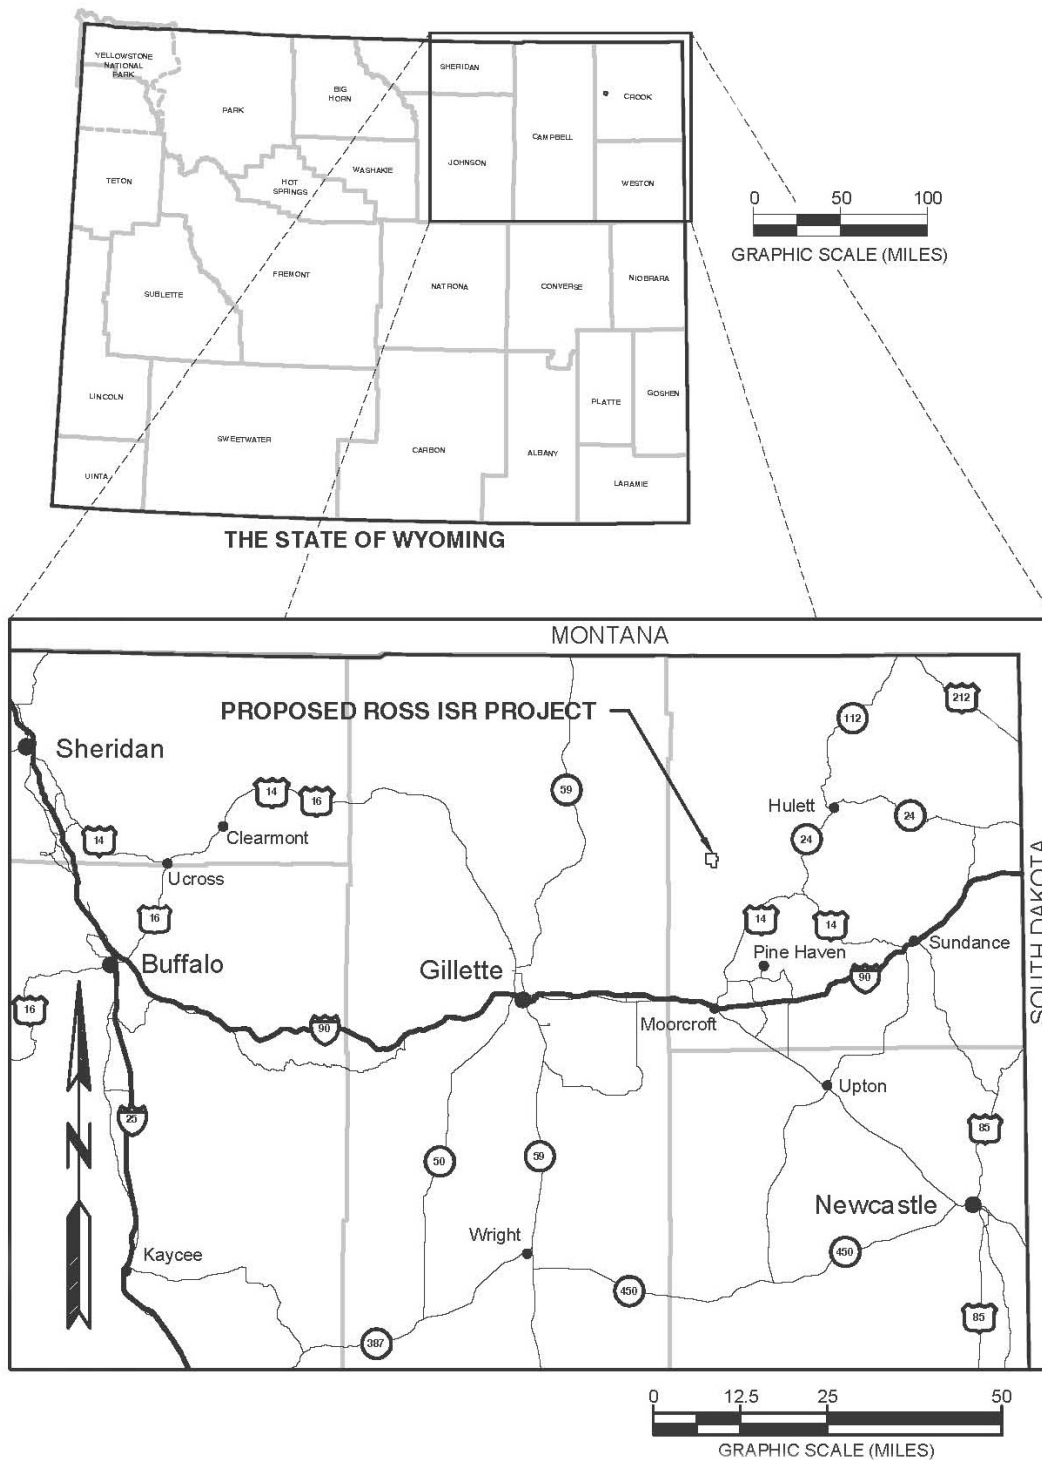 YELLOWSTONE
NATIONAL
PARK
PARK
BIG
HORN
SHERIDAN
CROOK
CAMPBELL
JOHNSON
WASHAKIE
HOT
SPRINGS
TETON
WESTON
0 50 100
GRAPHIC SCALE (MILES)
FREMONT
SUBLETTE
NATRONA
CONVERSE
NIOBRARA
LINCOLN
PLATTE
GOSHEN
SWEETWATER
CARBON
ALBANY
UINTA
LARAMIE
THE STATE OF WYOMING
MONTANA
PROPOSED ROSS ISR PROJECT
212
112
Sheridan
59
14
16
Hulett
24
Clearmont
14
24
Ucross
16
14
14
SOUTH DAKOTA
Buffalo
Gillette
Pine Haven
Sundance
90
16
90
Moorcroft
Upton
25
N
85
50
59
Newcastle
Wright
Kaycee
450
450
85
387
0 12.5 25 50
GRAPHIC SCALE (MILES)